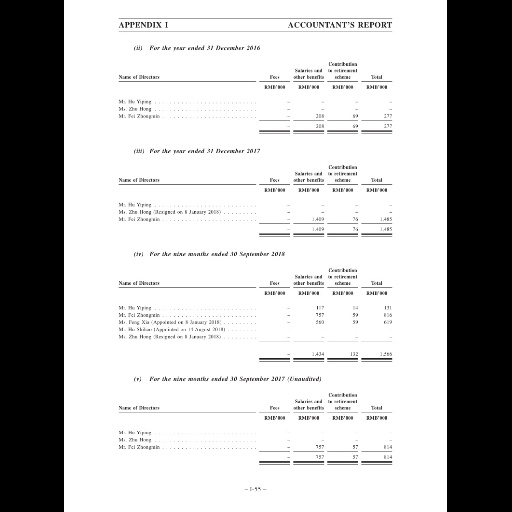 APPENDIX I ACCOUNTANT'S REPORT
(ii) For the year ended 31 December 2016
Contribution
Salaries and to retirement
Name of Directors Fees other benefits scheme Total
RMB'000 RMB'000 RMB'000 RMB'000
Mr. Hu Yiping – – – –
Ms. Zhu Hong – – – –
Mr. Fei Zhongmin – 208 69 277
– 208 69 277
(iii) For the year ended 31 December 2017
Contribution
Salaries and to retirement
Name of Directors Fees other benefits scheme Total
RMB'000 RMB'000 RMB'000 RMB'000
Mr. Hu Yiping – – – –
Ms. Zhu Hong (Resigned on 8 January 2018) – – – –
Mr. Fei Zhongmin – 1,409 76 1,485
– 1,409 76 1,485
(iv) For the nine months ended 30 September 2018
Contribution
Salaries and to retirement
Name of Directors Fees other benefits scheme Total
RMB'000 RMB'000 RMB'000 RMB'000
Mr. Hu Yiping – 117 14 131
Mr. Fei Zhongmin – 757 59 816
Ms. Feng Xia (Appointed on 8 January 2018) – 560 59 619
Mr. He Shikun (Appointed on 13 August 2018)
Ms. Zhu Hong (Resigned on 8 January 2018) – – – –
– 1,434 132 1,566
(v) For the nine months ended 30 September 2017 (Unaudited)
Contribution
Salaries and to retirement
Name of Directors Fees other benefits scheme Total
RMB'000 RMB'000 RMB'000 RMB'000
Mr. Hu Yiping
Ms. Zhu Hong – – – –
Mr. Fei Zhongmin – 757 57 814
– 757 57 814
– I-55 –